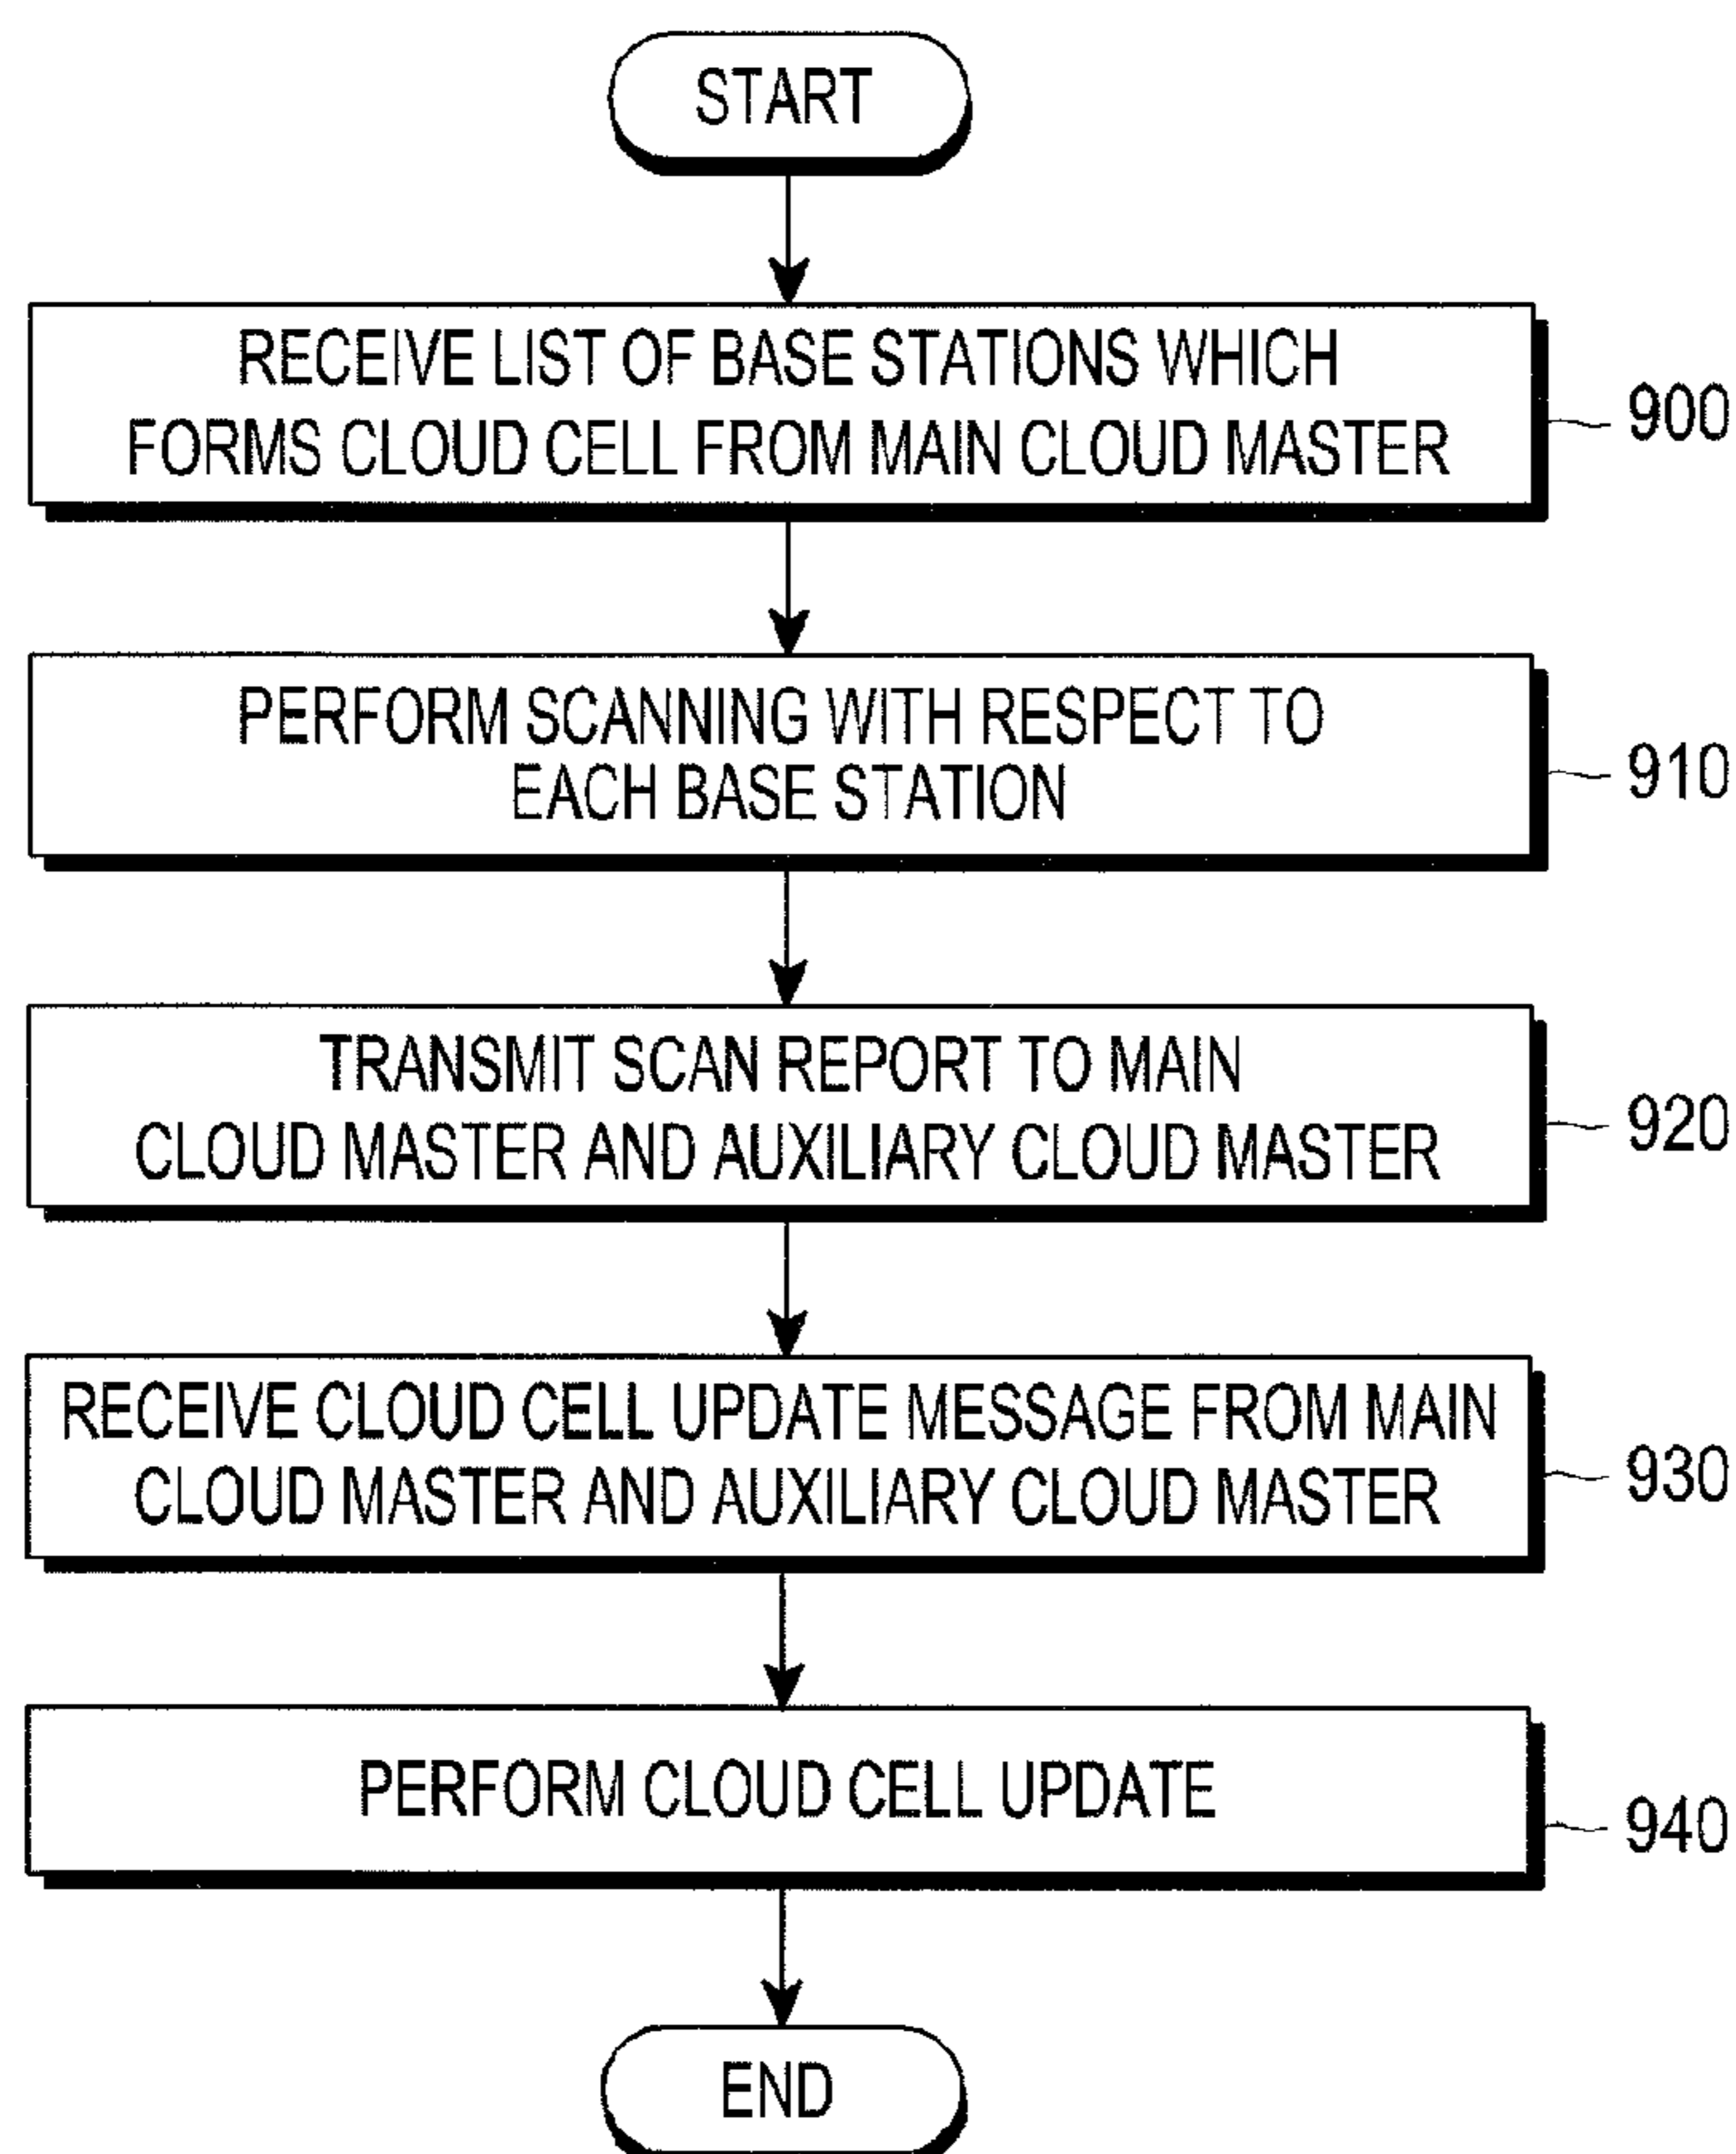 START
RECEIVE LIST OF BASE STATIONS WHICH
FORMS CLOUD CELL FROM MAIN CLOUD MASTER
900
PERFORM SCANNING WITH RESPECT TO
EACH BASE STATION
910
TRANSMIT SCAN REPORT TO MAIN
CLOUD MASTER AND AUXILIARY CLOUD MASTER
920
RECEIVE CLOUD CELL UPDATE MESSAGE FROM MAIN
CLOUD MASTER AND AUXILIARY CLOUD MASTER
930
PERFORM CLOUD CELL UPDATE
940
END